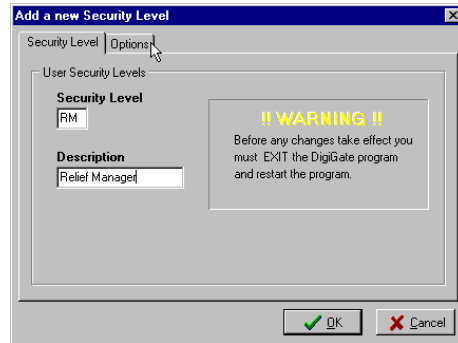 Add a new Security Level
Security Level
Options
User Security Levels
Security Level
RM
Description
Relief Manager
!! WARNING !!
Before any changes take effect you
must EXIT the DigiGate program
and restart the program.
OK
Cancel